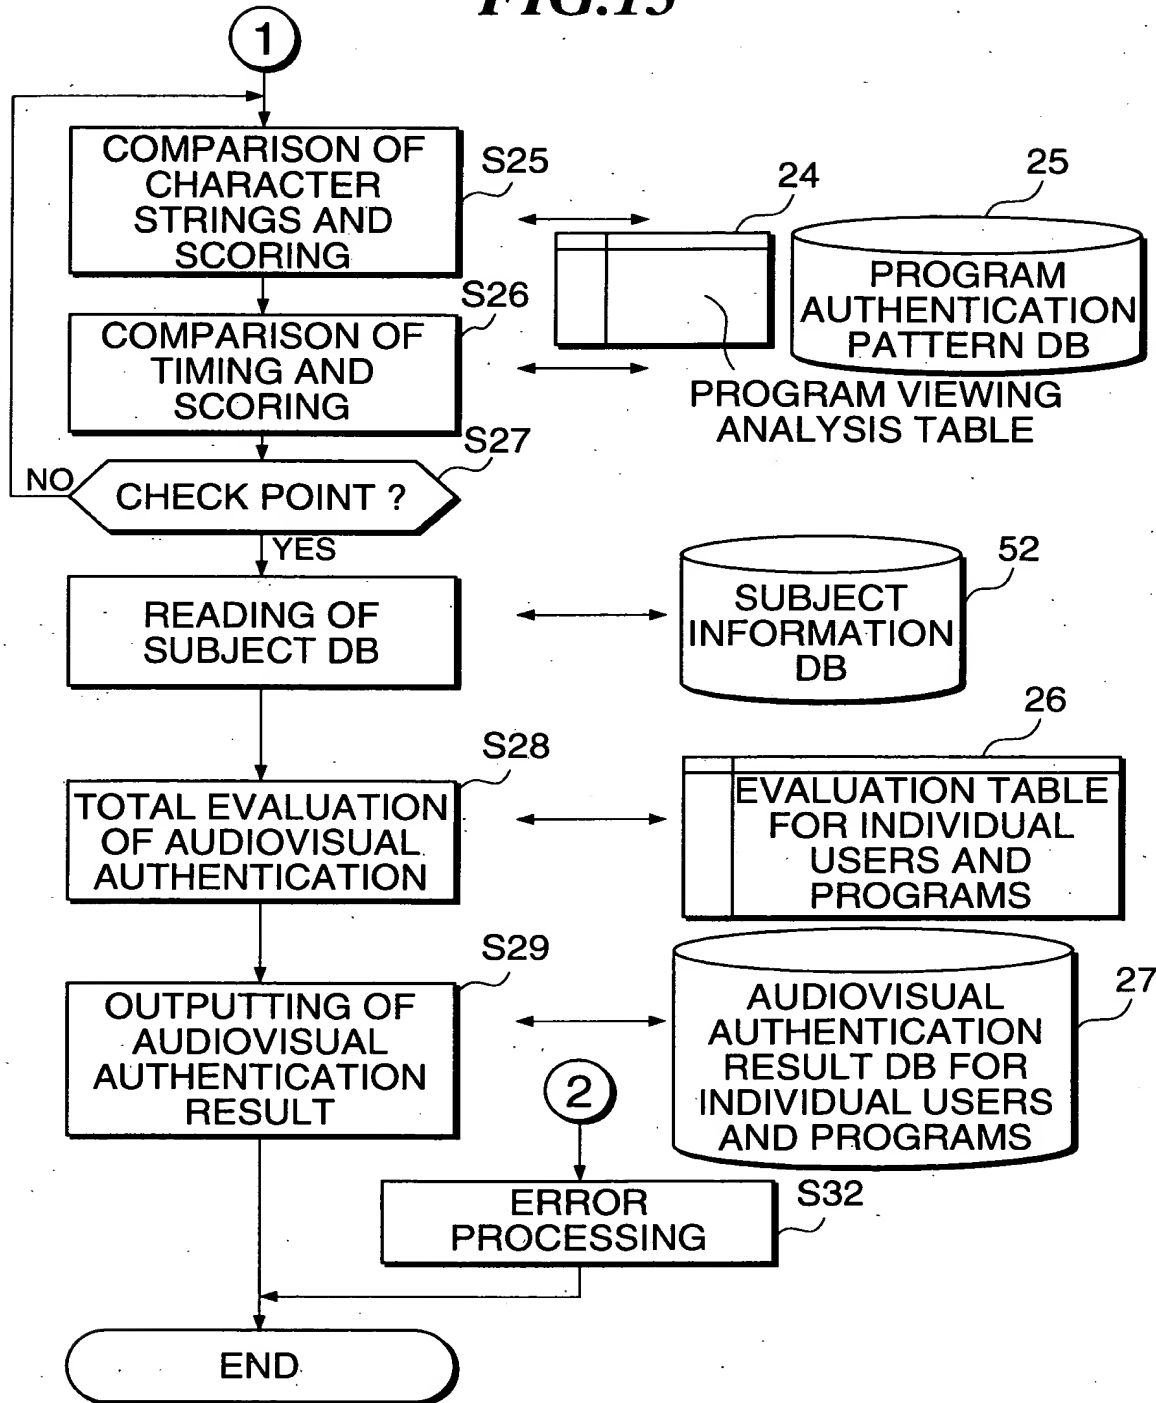 FIG.13
1
COMPARISON OF
CHARACTER
STRINGS AND
SCORING
S25
24
25
PROGRAM
AUTHENTICATION
PATTERN DB
S26
COMPARISON OF
TIMING AND
SCORING
PROGRAM VIEWING
ANALYSIS TABLE
S27
NO
CHECK POINT ?
YES
READING OF
SUBJECT DB
52
SUBJECT
INFORMATION
DB
S28
26
TOTAL EVALUATION
OF AUDIOVISUAL
AUTHENTICATION
EVALUATION TABLE
FOR INDIVIDUAL
USERS AND
PROGRAMS
S29
27
OUTPUTTING OF
AUDIOVISUAL
AUTHENTICATION
RESULT
AUDIOVISUAL
AUTHENTICATION
RESULT DB FOR
INDIVIDUAL USERS
AND PROGRAMS
2
S32
ERROR
PROCESSING
END